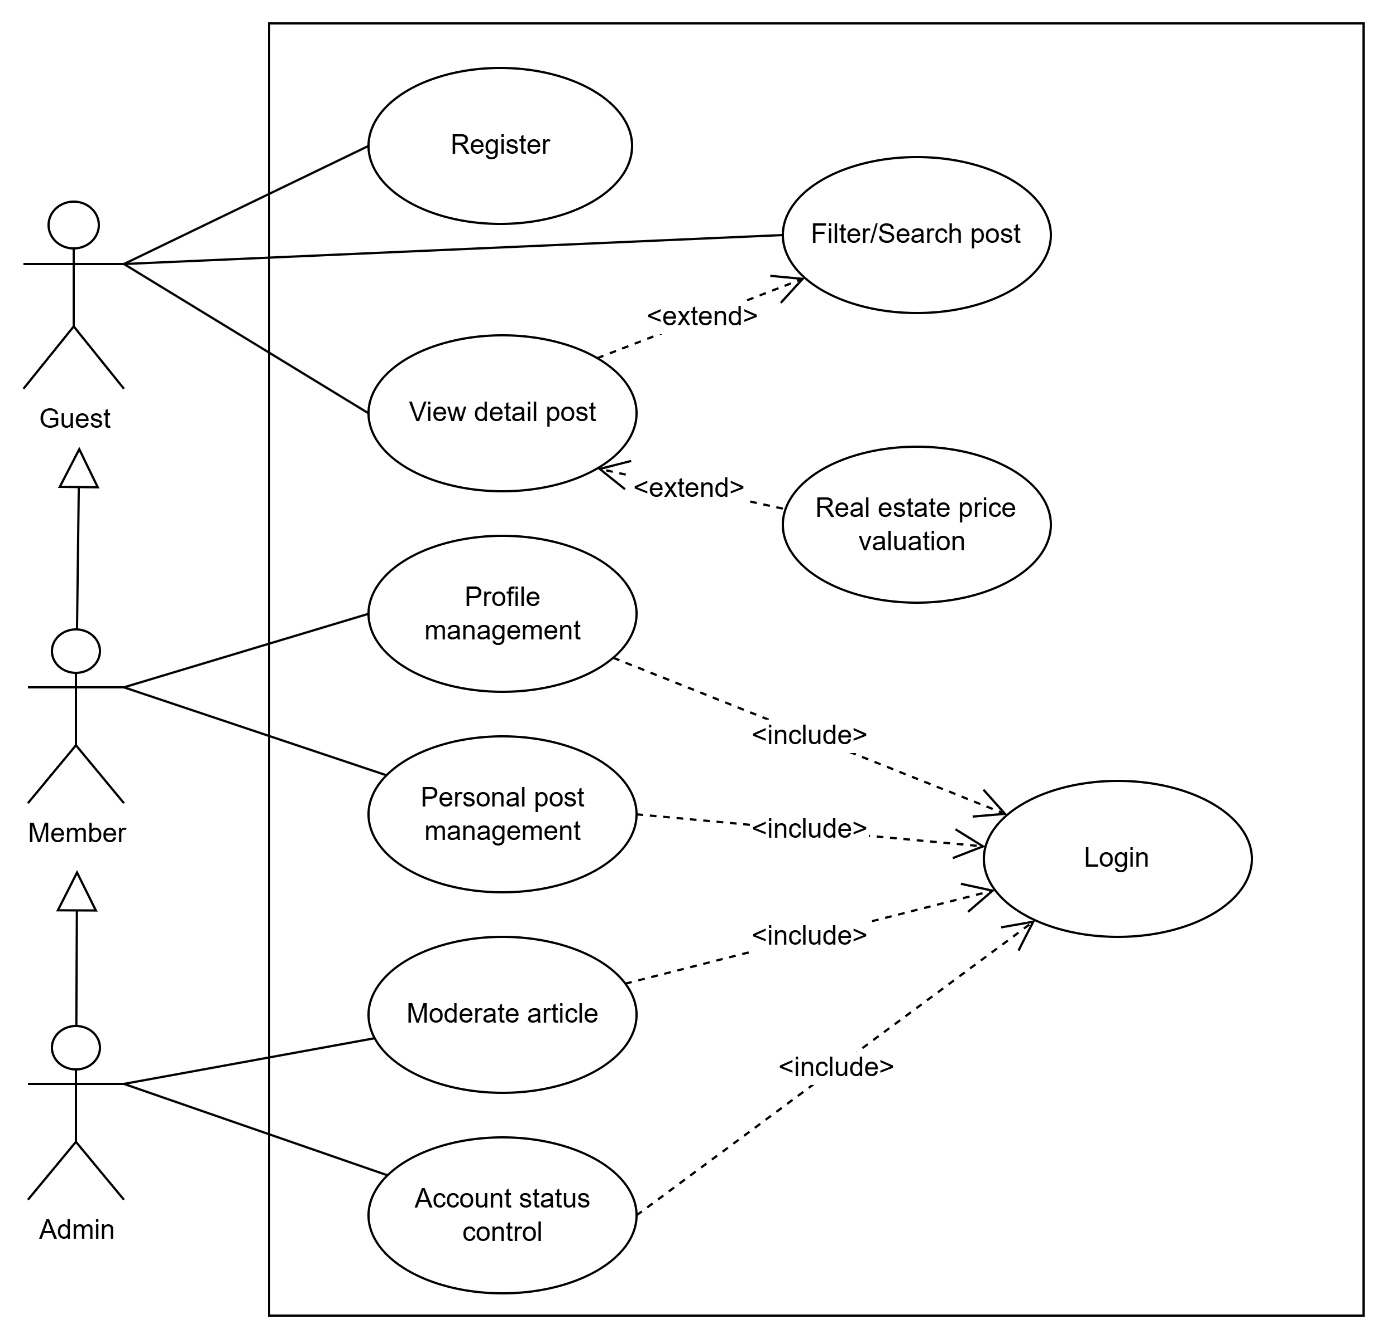 Register
Filter/Search post
<extend>
View detail post
Guest
<extend>
Real estate price
valuation
Profile
management
<include>
Personal post
management
<include>
Member
Login
<include>
Moderate article
<include>
Account status
control
Admin